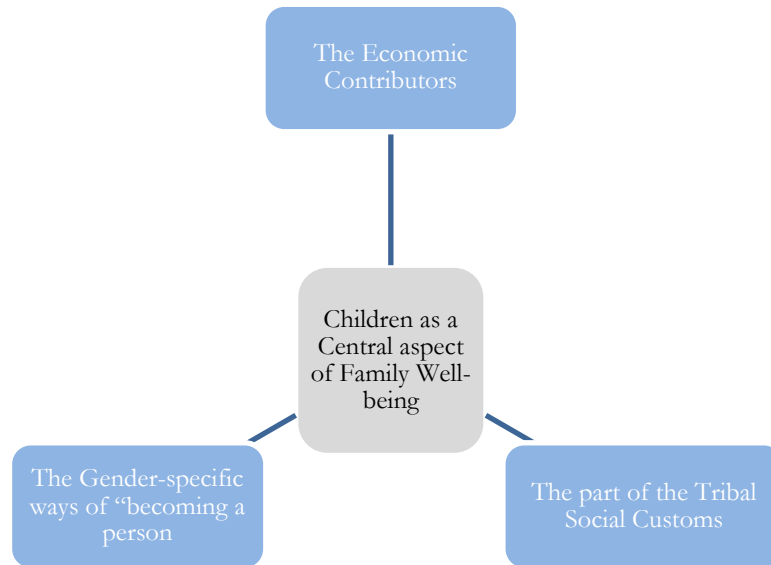 The Economic
Contributors
Children as a
Central aspect
of Family Well-
being
The Gender-specific
ways of “becoming a
person
The part of the Tribal
Social Customs